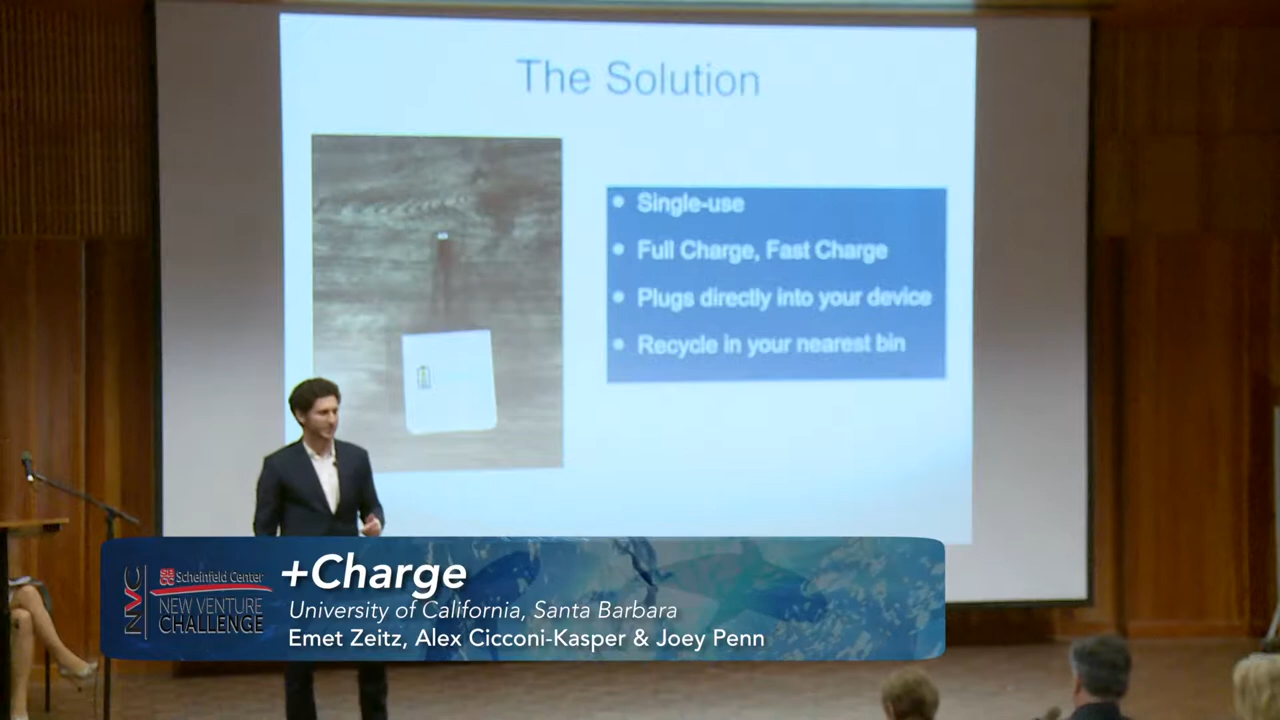 The Solution
Single-use
Full Charge, Fast Charge
Plugs directly into your device
Recycle in your nearest bin
NVC
SBCC Scheinfeld Center
NEW VENTURE
CHALLENGE
+Charge
University of California, Santa Barbara
Emet Zeitz, Alex Cicconi-Kasper & Joey Penn